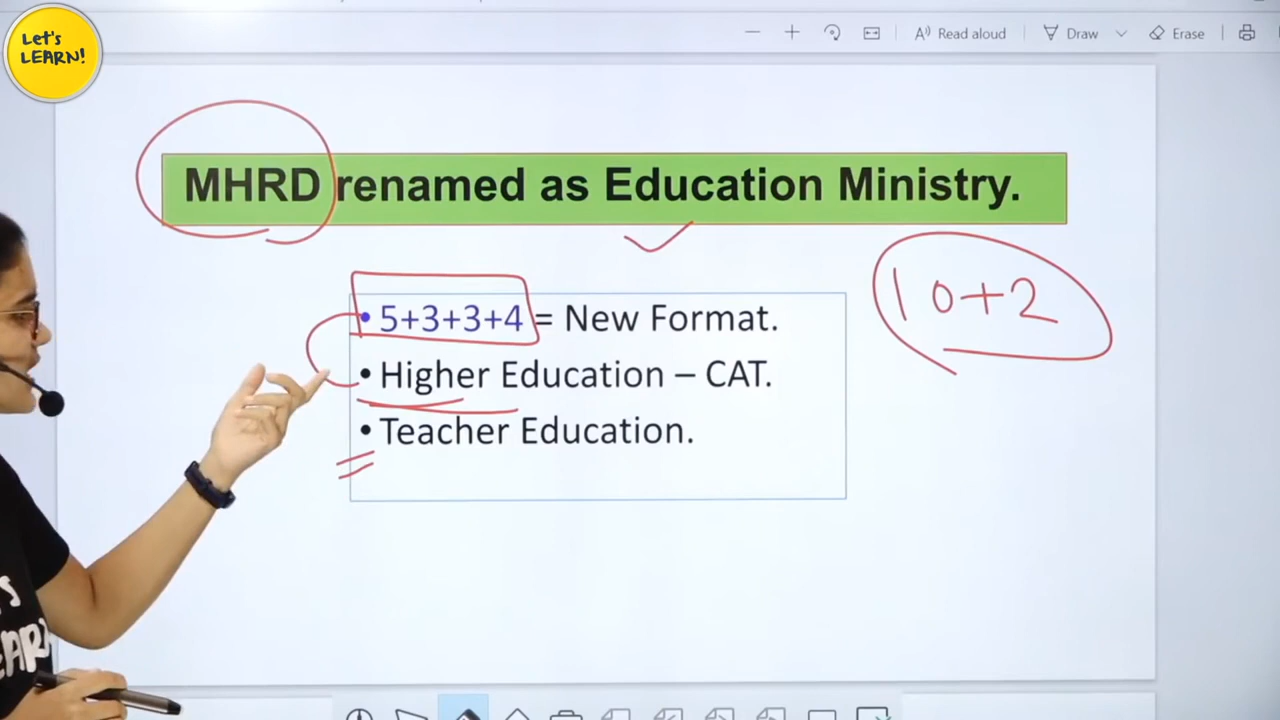 Let's
LEARN!
Read aloud
Draw
Erase
MHRD renamed as Education Ministry.
10+2
• 5+3+3+4 = New Format.
• Higher Education – CAT.
• Teacher Education.